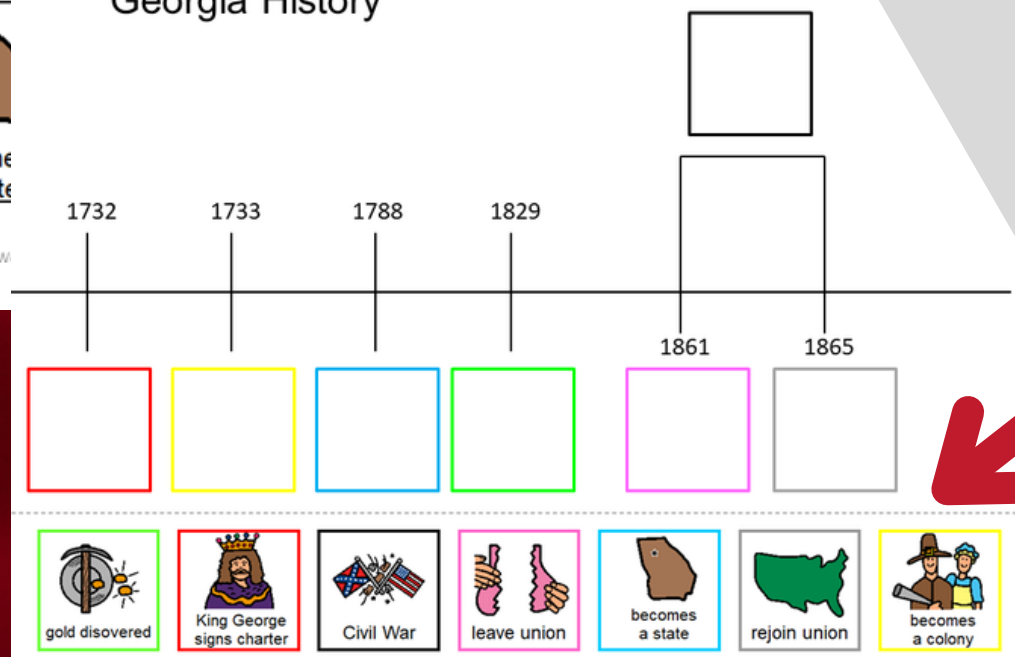 Georgia History
1732
1733
1788
1829
1861
1865
gold disovered
King George
signs charter
Civil War
leave union
becomes
a state
rejoin union
becomes
a colony